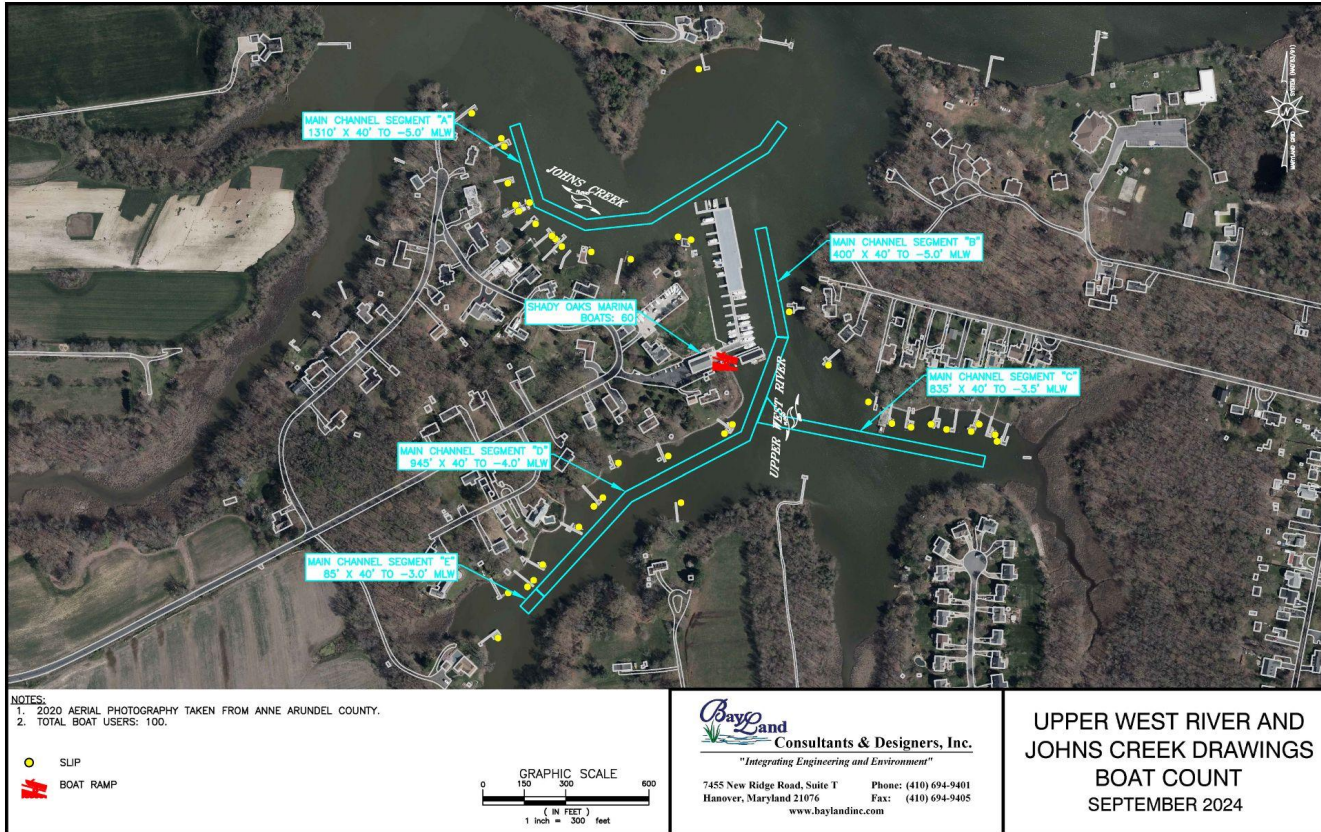 MARYLAND GRID SYSTEM (NAD83/91)
MAIN CHANNEL SEGMENT "A"
1310' X 40' TO -5.0' MLW
JOHNS CREEK
MAIN CHANNEL SEGMENT "B"
400' X 40' TO -5.0' MLW
SHADY OAKS MARINA
BOATS: 60
MAIN CHANNEL SEGMENT "C"
835' X 40' TO -3.5' MLW
UPPER WEST RIVER
MAIN CHANNEL SEGMENT "D"
945' X 40' TO -4.0' MLW
MAIN CHANNEL SEGMENT "E"
85' X 40' TO -3.0' MLW
NOTES:
1. 2020 AERIAL PHOTOGRAPHY TAKEN FROM ANNE ARUNDEL COUNTY.
2. TOTAL BOAT USERS: 100.
SLIP
BOAT RAMP
GRAPHIC SCALE
0 150 300 600
( IN FEET )
1 inch = 300 feet
BayLand
Consultants & Designers, Inc.
"Integrating Engineering and Environment"
7455 New Ridge Road, Suite T Phone: (410) 694-9401
Hanover, Maryland 21076 Fax: (410) 694-9405
www.baylandinc.com
UPPER WEST RIVER AND
JOHNS CREEK DRAWINGS
BOAT COUNT
SEPTEMBER 2024